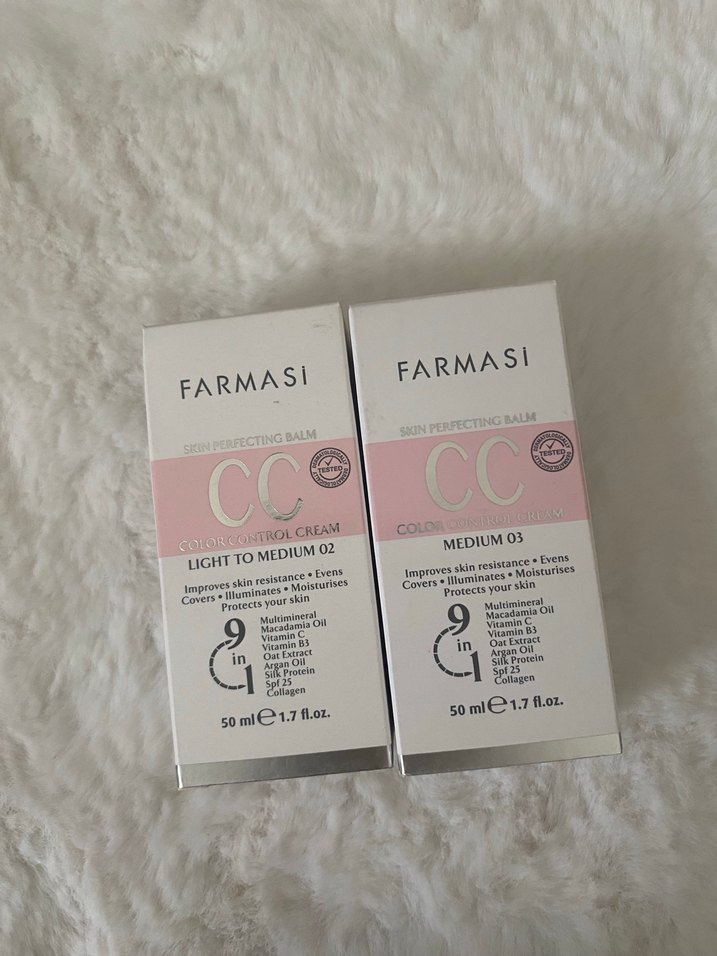 FARMASi
SKIN PERFECTING BALM
CC
DERMATOLOGICALLY
TESTED
DERMATOLOGICALLY
COLOR CONTROL CREAM
LIGHT TO MEDIUM 02
Improves skin resistance • Evens
Covers • Illuminates • Moisturises
Protects your skin
9 in 1
Multimineral
Macadamia Oil
Vitamin C
Vitamin B3
Oat Extract
Argan Oil
Silk Protein
Spf 25
Collagen
50 ml ℮ 1.7 fl.oz.
FARMASi
SKIN PERFECTING BALM
CC
DERMATOLOGICALLY
TESTED
DERMATOLOGICALLY
COLOR CONTROL CREAM
MEDIUM 03
Improves skin resistance • Evens
Covers • Illuminates • Moisturises
Protects your skin
9 in 1
Multimineral
Macadamia Oil
Vitamin C
Vitamin B3
Oat Extract
Argan Oil
Silk Protein
Spf 25
Collagen
50 ml ℮ 1.7 fl.oz.